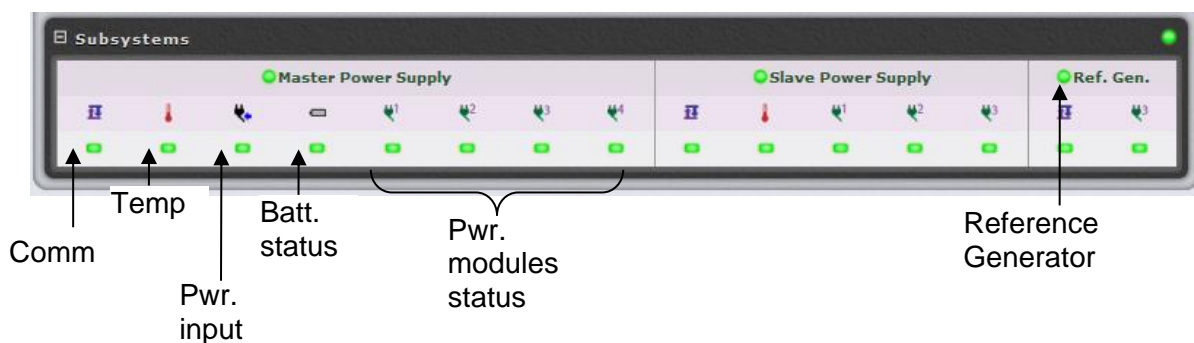 Subsystems
Master Power Supply
Slave Power Supply
Ref. Gen.
1 2 3 4 1 2 3 3
Temp
Batt.
status
Comm
Pwr.
modules
status
Reference
Generator
Pwr.
input